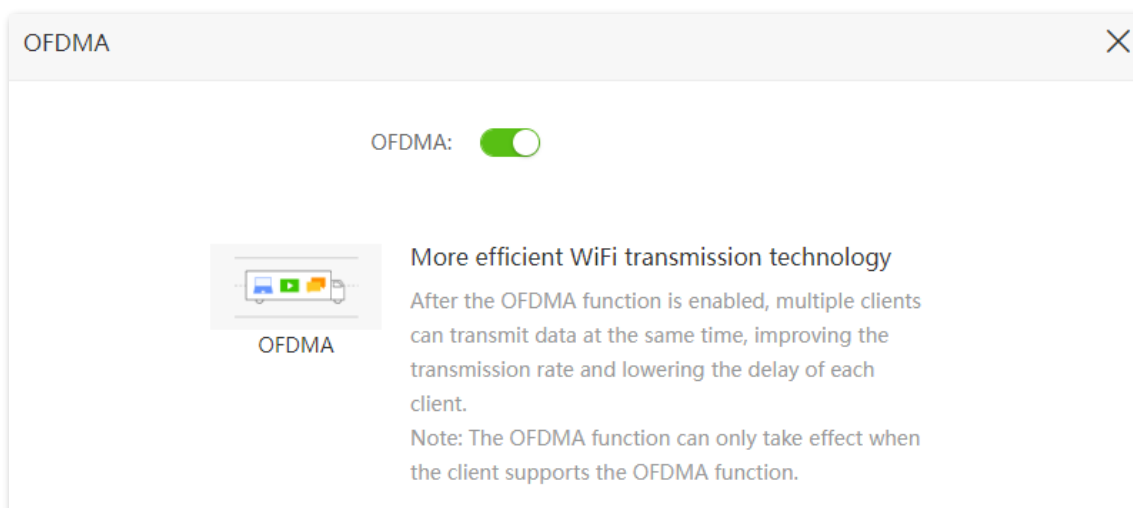 OFDMA
OFDMA:
More efficient WiFi transmission technology
After the OFDMA function is enabled, multiple clients
can transmit data at the same time, improving the
transmission rate and lowering the delay of each
client.
Note: The OFDMA function can only take effect when
the client supports the OFDMA function.
OFDMA